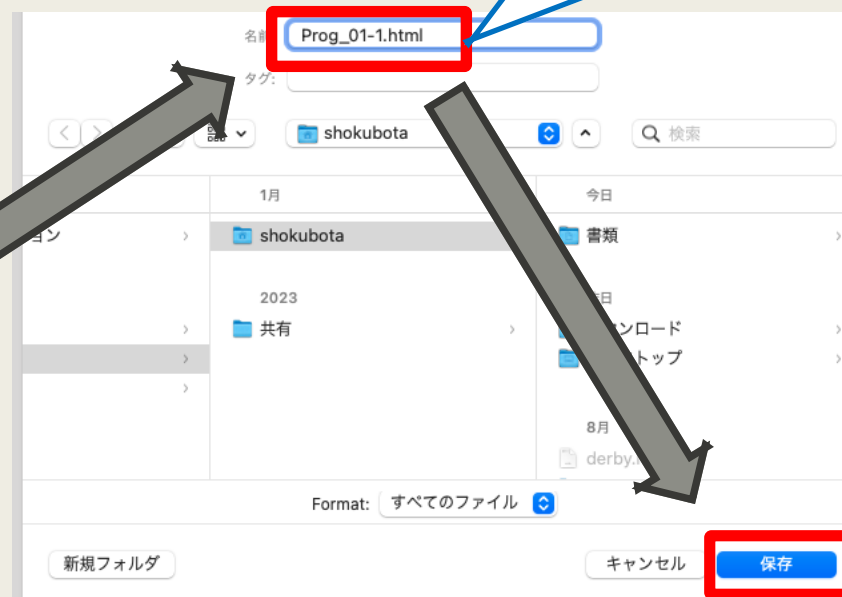 Prog_01-1.html
タグ:
shokubota
検索
1月
今日
ョン
shokubota
書類
2023
共有
ンロード
トップ
8月
derby.
Format: すべてのファイル
新規フォルダ
キャンセル
保存